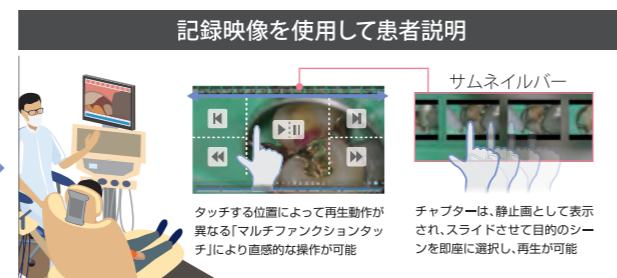 記録映像を使用して患者説明
サムネイルバー
タッチする位置によって再生動作が
異なる「マルチファンクションタッ
チ」により直感的な操作が可能
チャプターは、静止画として表示
され、スライドさせて目的のシー
ンを即座に選択し、再生が可能